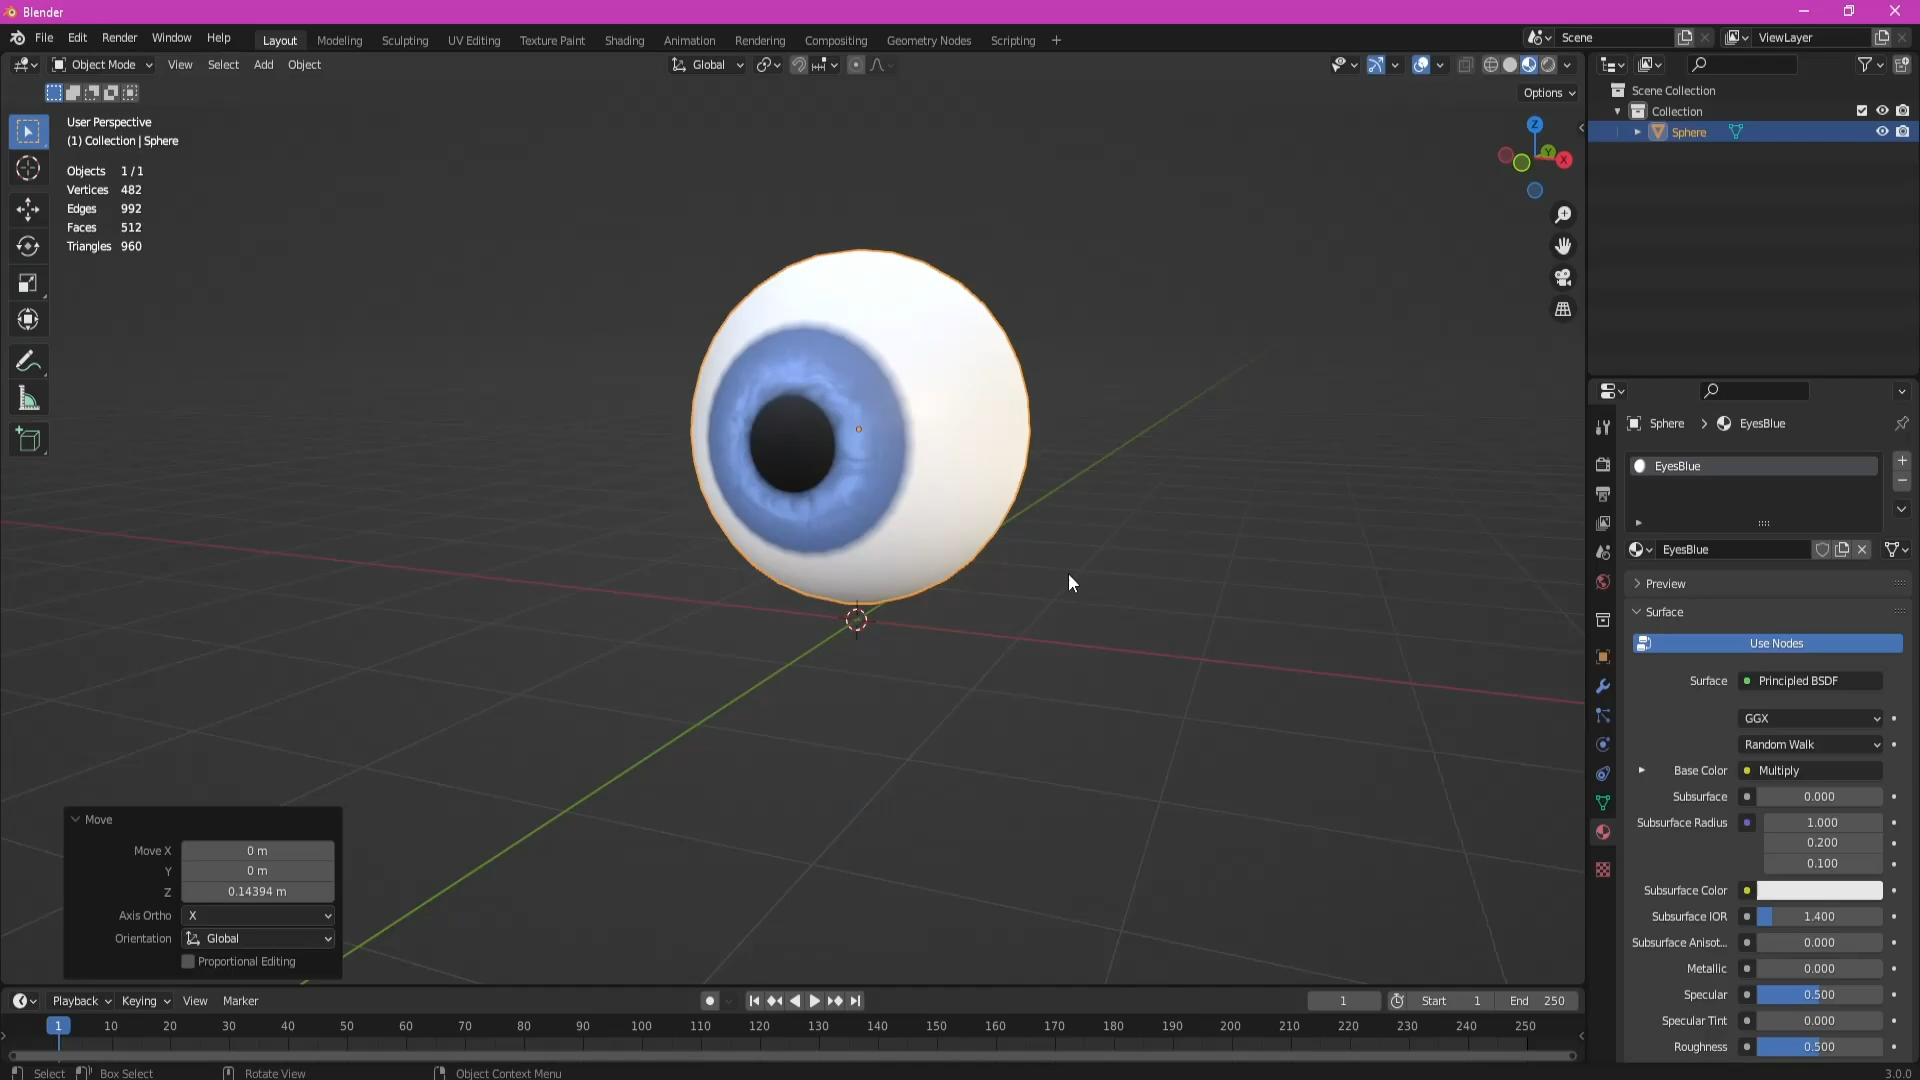 Blender
File Edit Render Window Help Layout Modeling Sculpting UV Editing Texture Paint Shading Animation Rendering Compositing Geometry Nodes Scripting + Scene ViewLayer
Object Mode View Select Add Object Global
Options
User Perspective
(1) Collection | Sphere
Objects 1 / 1
Vertices 482
Edges 992
Faces 512
Triangles 960
Z
Y
X
Scene Collection
Collection
Sphere
Sphere > EyesBlue
EyesBlue
EyesBlue
Preview
Surface
Use Nodes
Surface Principled BSDF
GGX
Random Walk
Base Color Multiply
Subsurface 0.000
Subsurface Radius 1.000
0.200
0.100
Subsurface Color
Subsurface IOR 1.400
Subsurface Anisot... 0.000
Metallic 0.000
Specular 0.500
Specular Tint 0.000
Roughness 0.500
Move
Move X 0 m
Y 0 m
Z 0.14394 m
Axis Ortho X
Orientation Global
Proportional Editing
Playback Keying View Marker 1 Start 1 End 250
1 10 20 30 40 50 60 70 80 90 100 110 120 130 140 150 160 170 180 190 200 210 220 230 240 250
Select Box Select Rotate View Object Context Menu 3.0.0